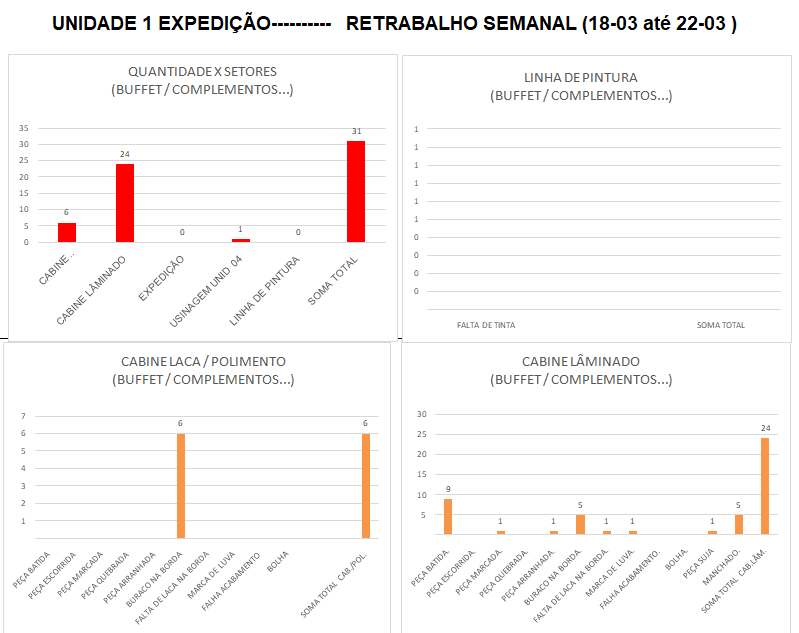 UNIDADE 1 EXPEDIÇÃO---------- RETRABALHO SEMANAL (18-03 até 22-03 )
QUANTIDADE X SETORES
(BUFFET / COMPLEMENTOS...)
35
30
25
20
15
10
5
0
6
24
0
1
0
31
CABINE...
CABINE LÂMINADO
EXPEDIÇÃO
USINAGEM UNID 04
LINHA DE PINTURA
SOMA TOTAL
LINHA DE PINTURA
(BUFFET / COMPLEMENTOS...)
1
1
1
1
1
1
0
0
0
0
FALTA DE TINTA
SOMA TOTAL
CABINE LACA / POLIMENTO
(BUFFET / COMPLEMENTOS...)
7
6
5
4
3
2
1
6
6
PEÇA BATIDA
PEÇA ESCORRIDA
PEÇA MARCADA
PEÇA QUEBRADA
PEÇA ARRANHADA
BURACO NA BORDA
FALTA DE LACA NA BORDA
MARCA DE LUVA
FALHA ACABAMENTO
BOLHA
SOMA TOTAL CAB./POL.
CABINE LÂMINADO
(BUFFET / COMPLEMENTOS...)
30
25
20
15
10
5
9
1
1
5
1
1
1
5
24
PEÇA BATIDA.
PEÇA ESCORRIDA.
PEÇA MARCADA.
PEÇA QUEBRADA.
PEÇA ARRANHADA.
BURACO NA BORDA.
FALTA DE LACA NA BORDA.
MARCA DE LUVA.
FALHA ACABAMENTO.
BOLHA.
PEÇA SUJA
MANCHADO.
SOMA TOTAL CAB.LÂM.